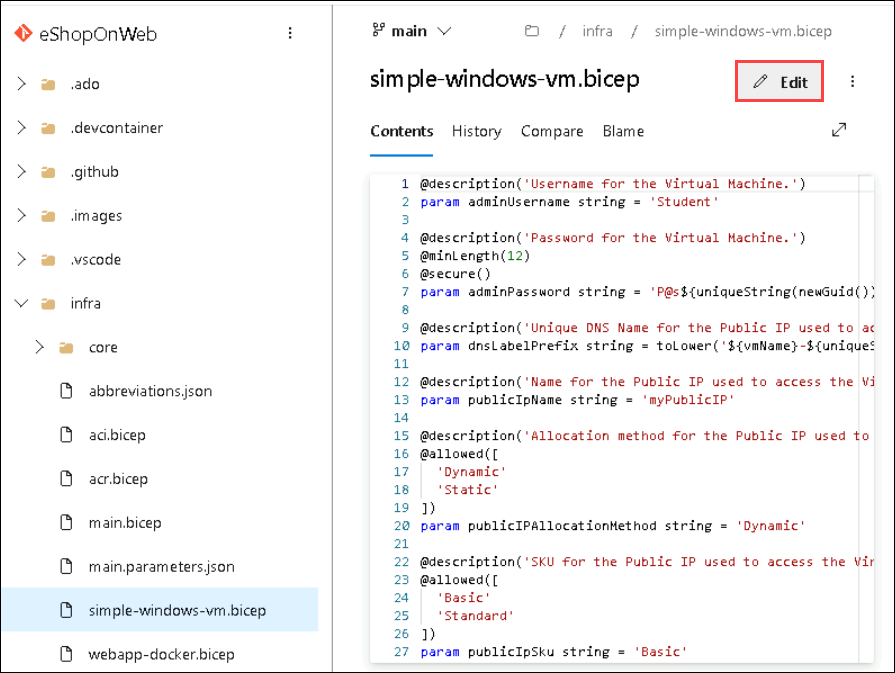 eShopOnWeb
.ado
.devcontainer
.github
.images
.vscode
infra
core
abbreviations.json
aci.bicep
acr.bicep
main.bicep
main.parameters.json
simple-windows-vm.bicep
webapp-docker.bicep
main
/ infra / simple-windows-vm.bicep
simple-windows-vm.bicep
Edit
Contents History Compare Blame
1 @description('Username for the Virtual Machine.')
2 param adminUsername string = 'Student'
3
4 @description('Password for the Virtual Machine.')
5 @minLength(12)
6 @secure()
7 param adminPassword string = 'P@s${uniqueString(newGuid())
8
9 @description('Unique DNS Name for the Public IP used to ac
10 param dnsLabelPrefix string = toLower('${vmName}-${uniqueS
11
12 @description('Name for the Public IP used to access the Vi
13 param publicIpName string = 'myPublicIP'
14
15 @description('Allocation method for the Public IP used to
16 @allowed([
17 'Dynamic'
18 'Static'
19 ])
20 param publicIPAllocationMethod string = 'Dynamic'
21
22 @description('SKU for the Public IP used to access the Vir
23 @allowed([
24 'Basic'
25 'Standard'
26 ])
27 param publicIpSku string = 'Basic'